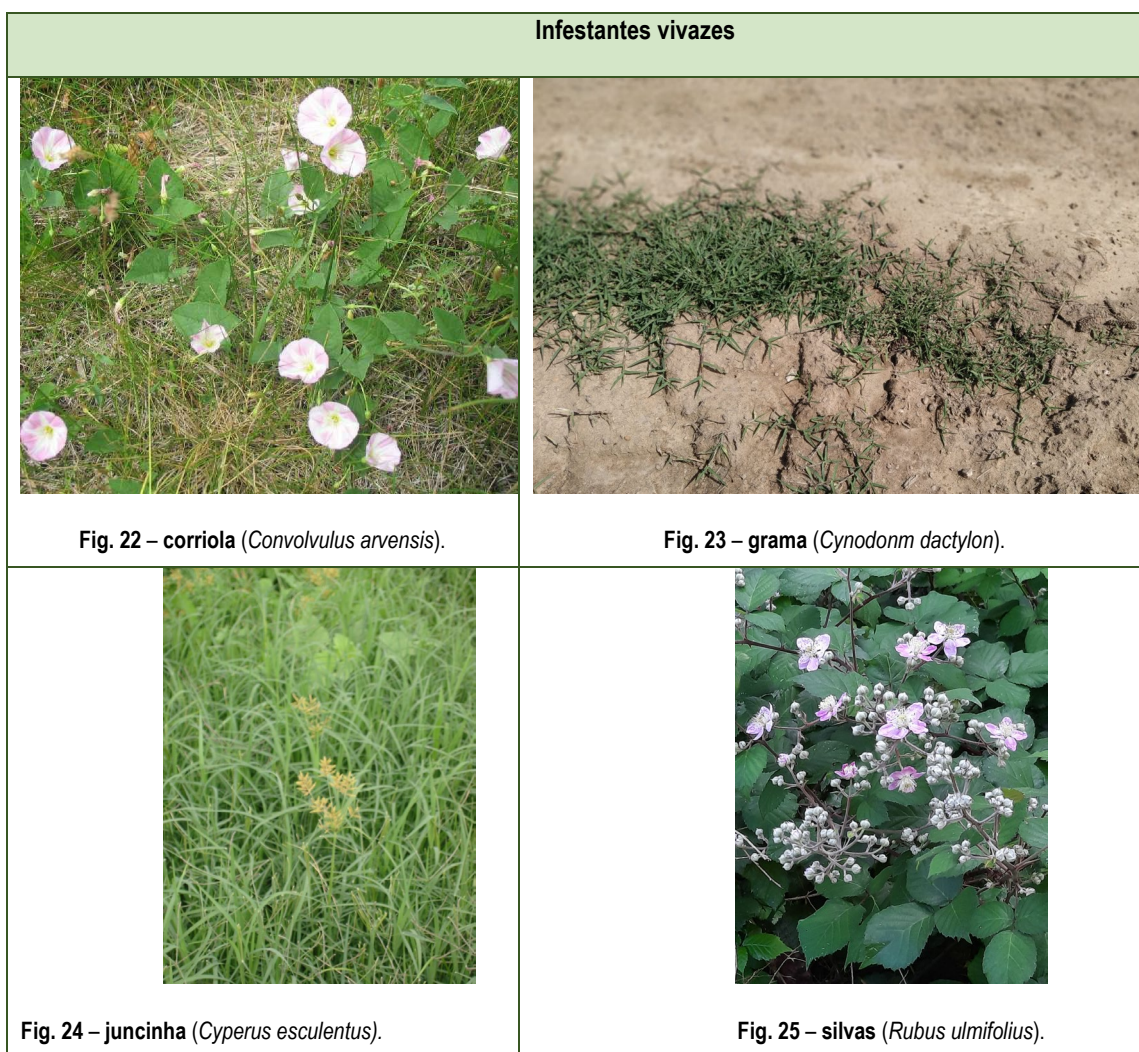 Infestantes vivazes
Fig. 22 – corriola (Convolvulus arvensis).
Fig. 23 – grama (Cynodonm dactylon).
Fig. 24 – juncinha (Cyperus esculentus).
Fig. 25 – silvas (Rubus ulmifolius).